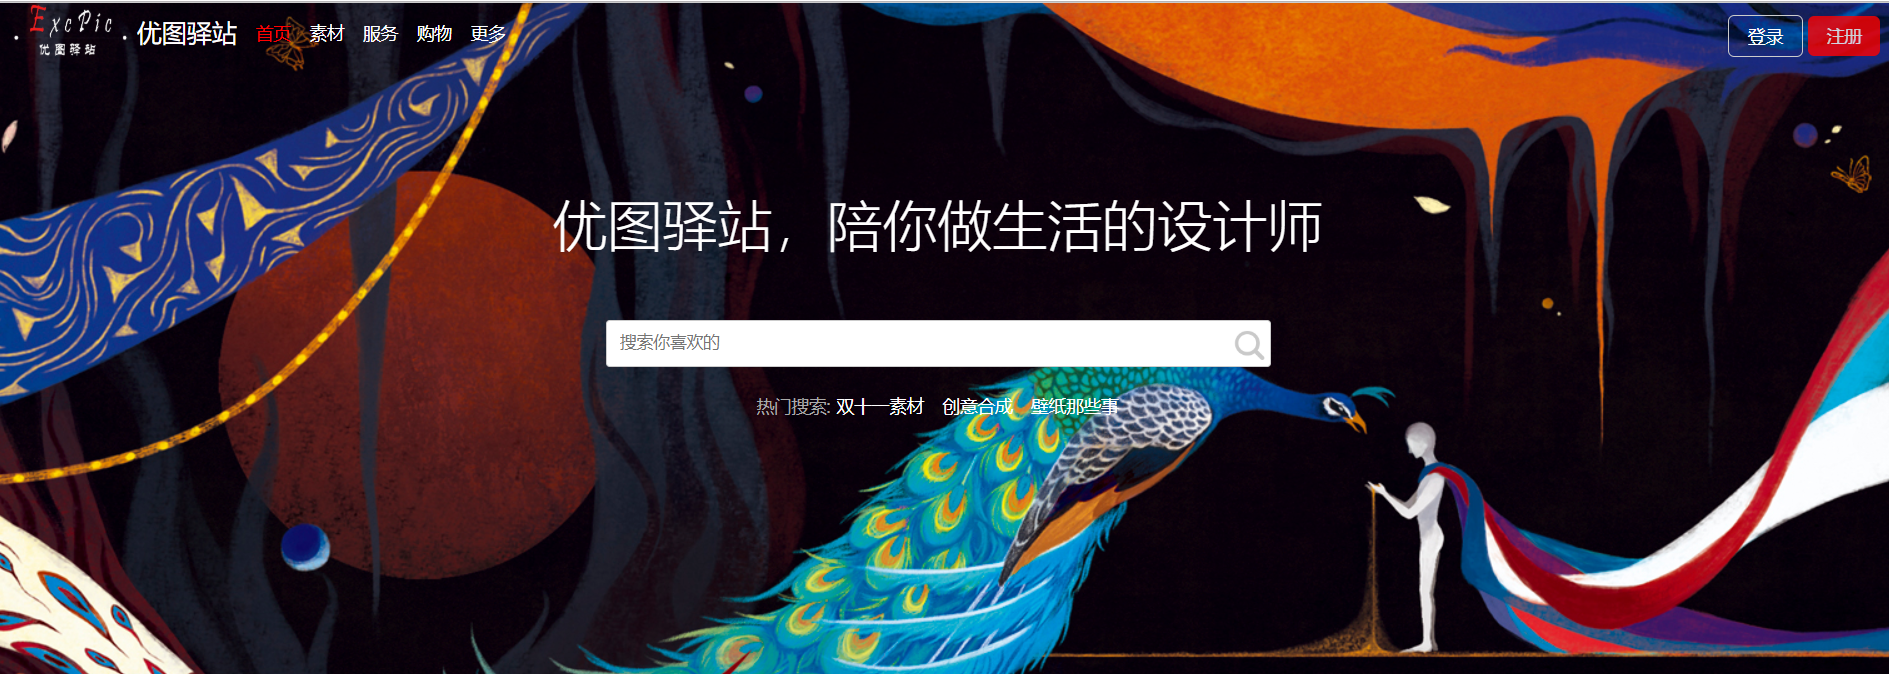 ExcPic
优图驿站
优图驿站 首页 素材 服务 购物 更多 登录 注册
优图驿站，陪你做生活的设计师
搜索你喜欢的
热门搜索: 双十一素材 创意合成 壁纸那些事